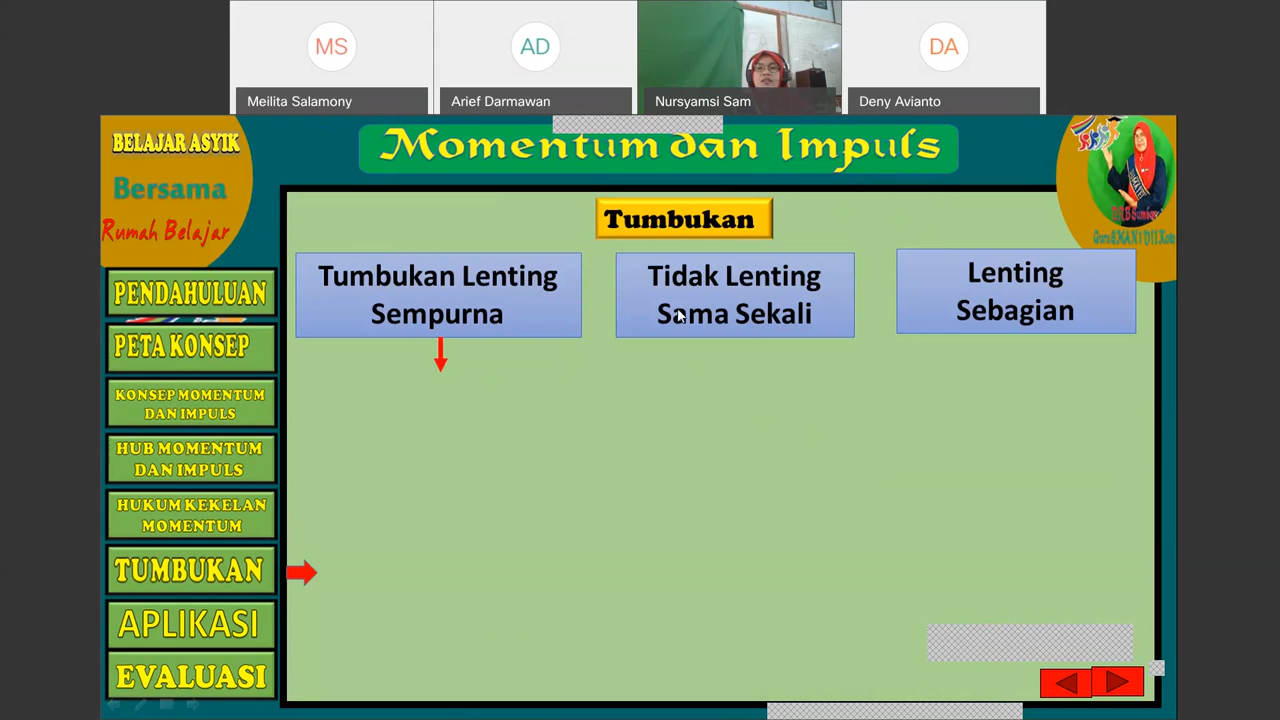 MS
AD
DA
Meilita Salamony
Arief Darmawan
Nursyamsi Sam
Deny Avianto
BELAJAR ASYIK
Bersama
Rumah Belajar
Momentum dan Impuls
Tumbukan
Tumbukan Lenting
Sempurna
Tidak Lenting
Sama Sekali
Lenting
Sebagian
PENDAHULUAN
PETA KONSEP
KONSEP MOMENTUM
DAN IMPULS
HUB MOMENTUM
DAN IMPULS
HUKUM KEKELAN
MOMENTUM
TUMBUKAN
APLIKASI
EVALUASI